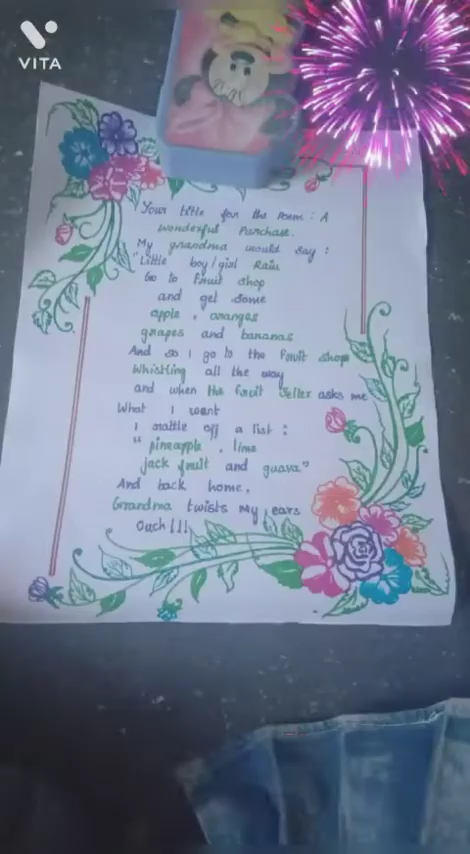 VITA
Your title for the Poem : A
wonderful Purchase.
My grandma would say :
"Little boy/girl Rain
Go to fruit shop
and get some
apple , oranges
grapes and bananas
And so I go to the fruit shop
Whistling all the way
and when the fruit Seller asks me
What I want
I rattle off a list :
"pineapple , lime
jack fruit and guava"
And back home,
Grandma twists My ears
Ouch!!!